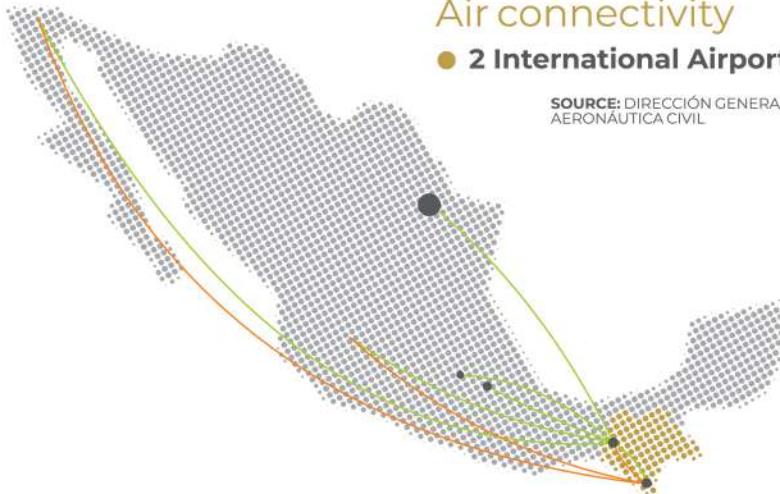 Air connectivity
2 International Airport
SOURCE: DIRECCIÓN GENERA
AERONÁUTICA CIVIL